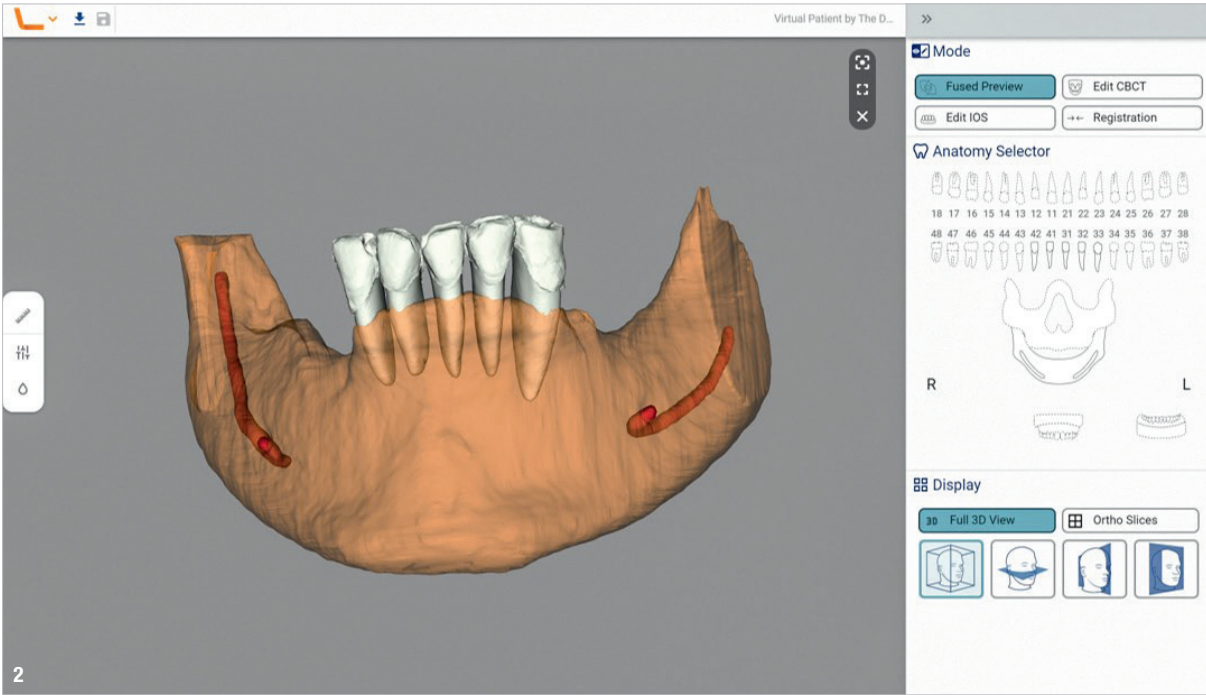 Virtual Patient by The D...
Mode
Fused Preview
Edit CBCT
Edit IOS
Registration
Anatomy Selector
18 17 16 15 14 13 12 11 21 22 23 24 25 26 27 28
48 47 46 45 44 43 42 41 31 32 33 34 35 36 37 38
R
L
Display
3D Full 3D View
Ortho Slices
2